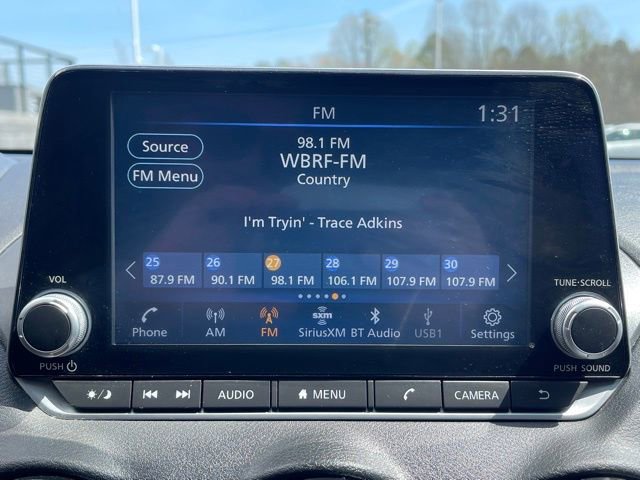 FM 1:31
Source
98.1 FM
WBRF-FM
FM Menu
Country
I'm Tryin' - Trace Adkins
25 26 27 28 29 30
87.9 FM 90.1 FM 98.1 FM 106.1 FM 107.9 FM 107.9 FM
VOL
TUNE·SCROLL
sxm
Phone AM FM SiriusXM BT Audio USB1 Settings
PUSH
PUSH SOUND
AUDIO MENU CAMERA